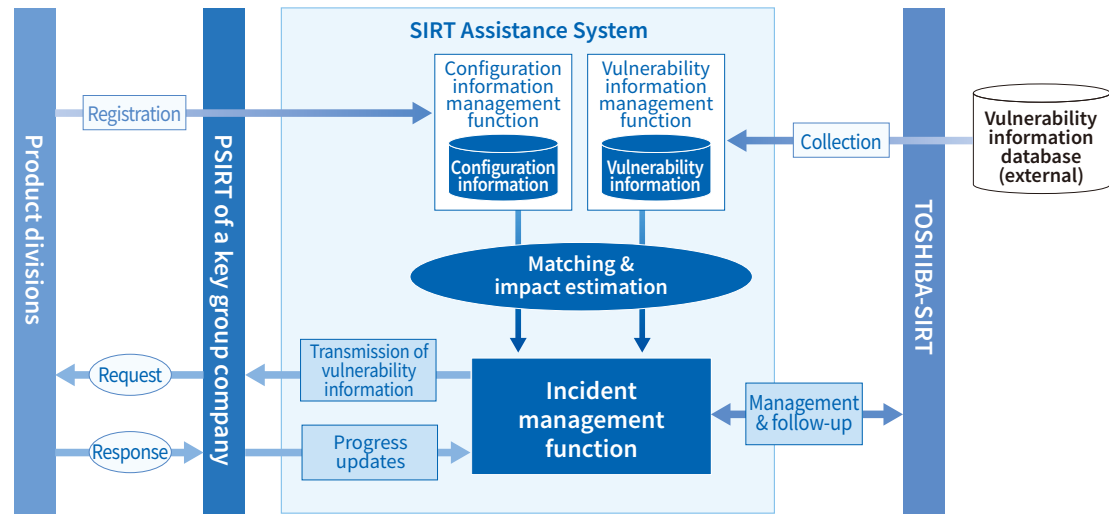 SIRT Assistance System
Configuration
information
management
function
Configuration
information
Vulnerability
information
management
function
Vulnerability
information
Registration
Collection
Vulnerability
information
database
(external)
Product divisions
PSIRT of a key group company
TOSHIBA-SIRT
Matching &
impact estimation
Request
Transmission of
vulnerability
information
Incident
management
function
Management
& follow-up
Response
Progress
updates